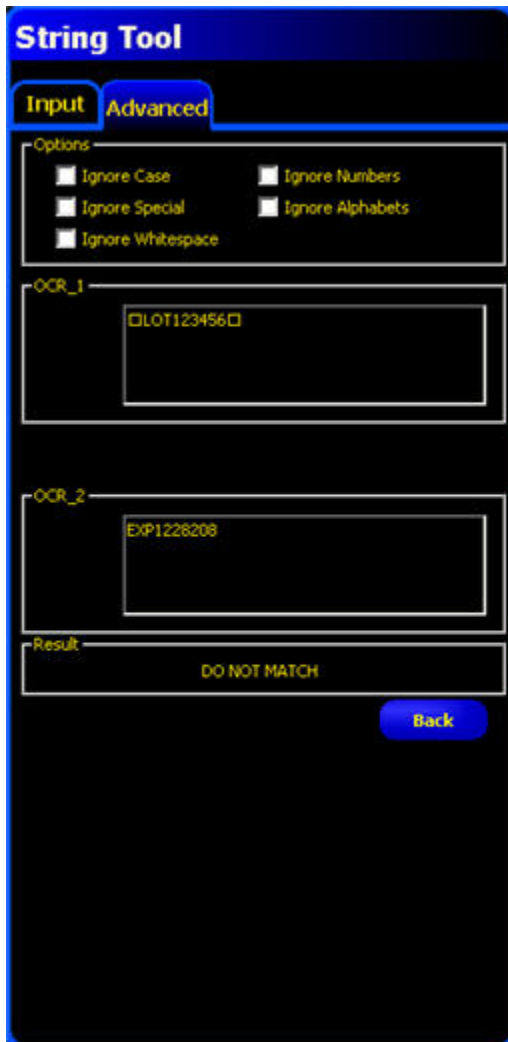 String Tool
Input Advanced
Options
Ignore Case Ignore Numbers
Ignore Special Ignore Alphabets
Ignore Whitespace
OCR_1
□LOT123456□
OCR_2
EXP1228208
Result
DO NOT MATCH
Back